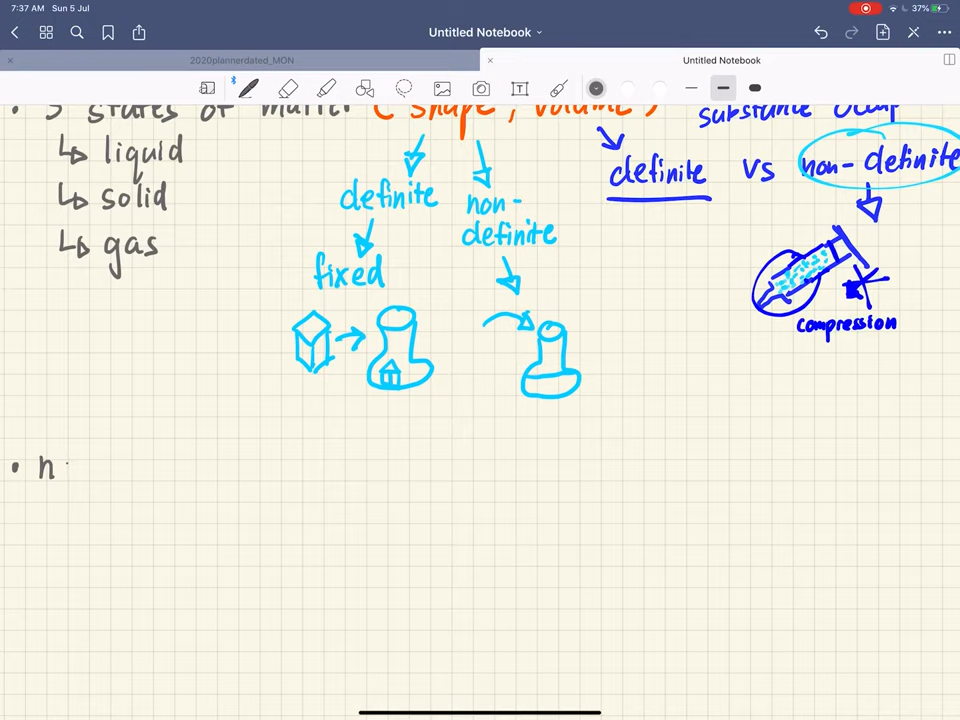 7:37 AM Sun 5 Jul
37%
Untitled Notebook
2020plannerdated_MON
Untitled Notebook
• 3 states of matter ( shape, volume )
substance occup
↳ liquid
↳ solid
↳ gas
definite
non-
definite
fixed
definite vs non-definite
compression
• n